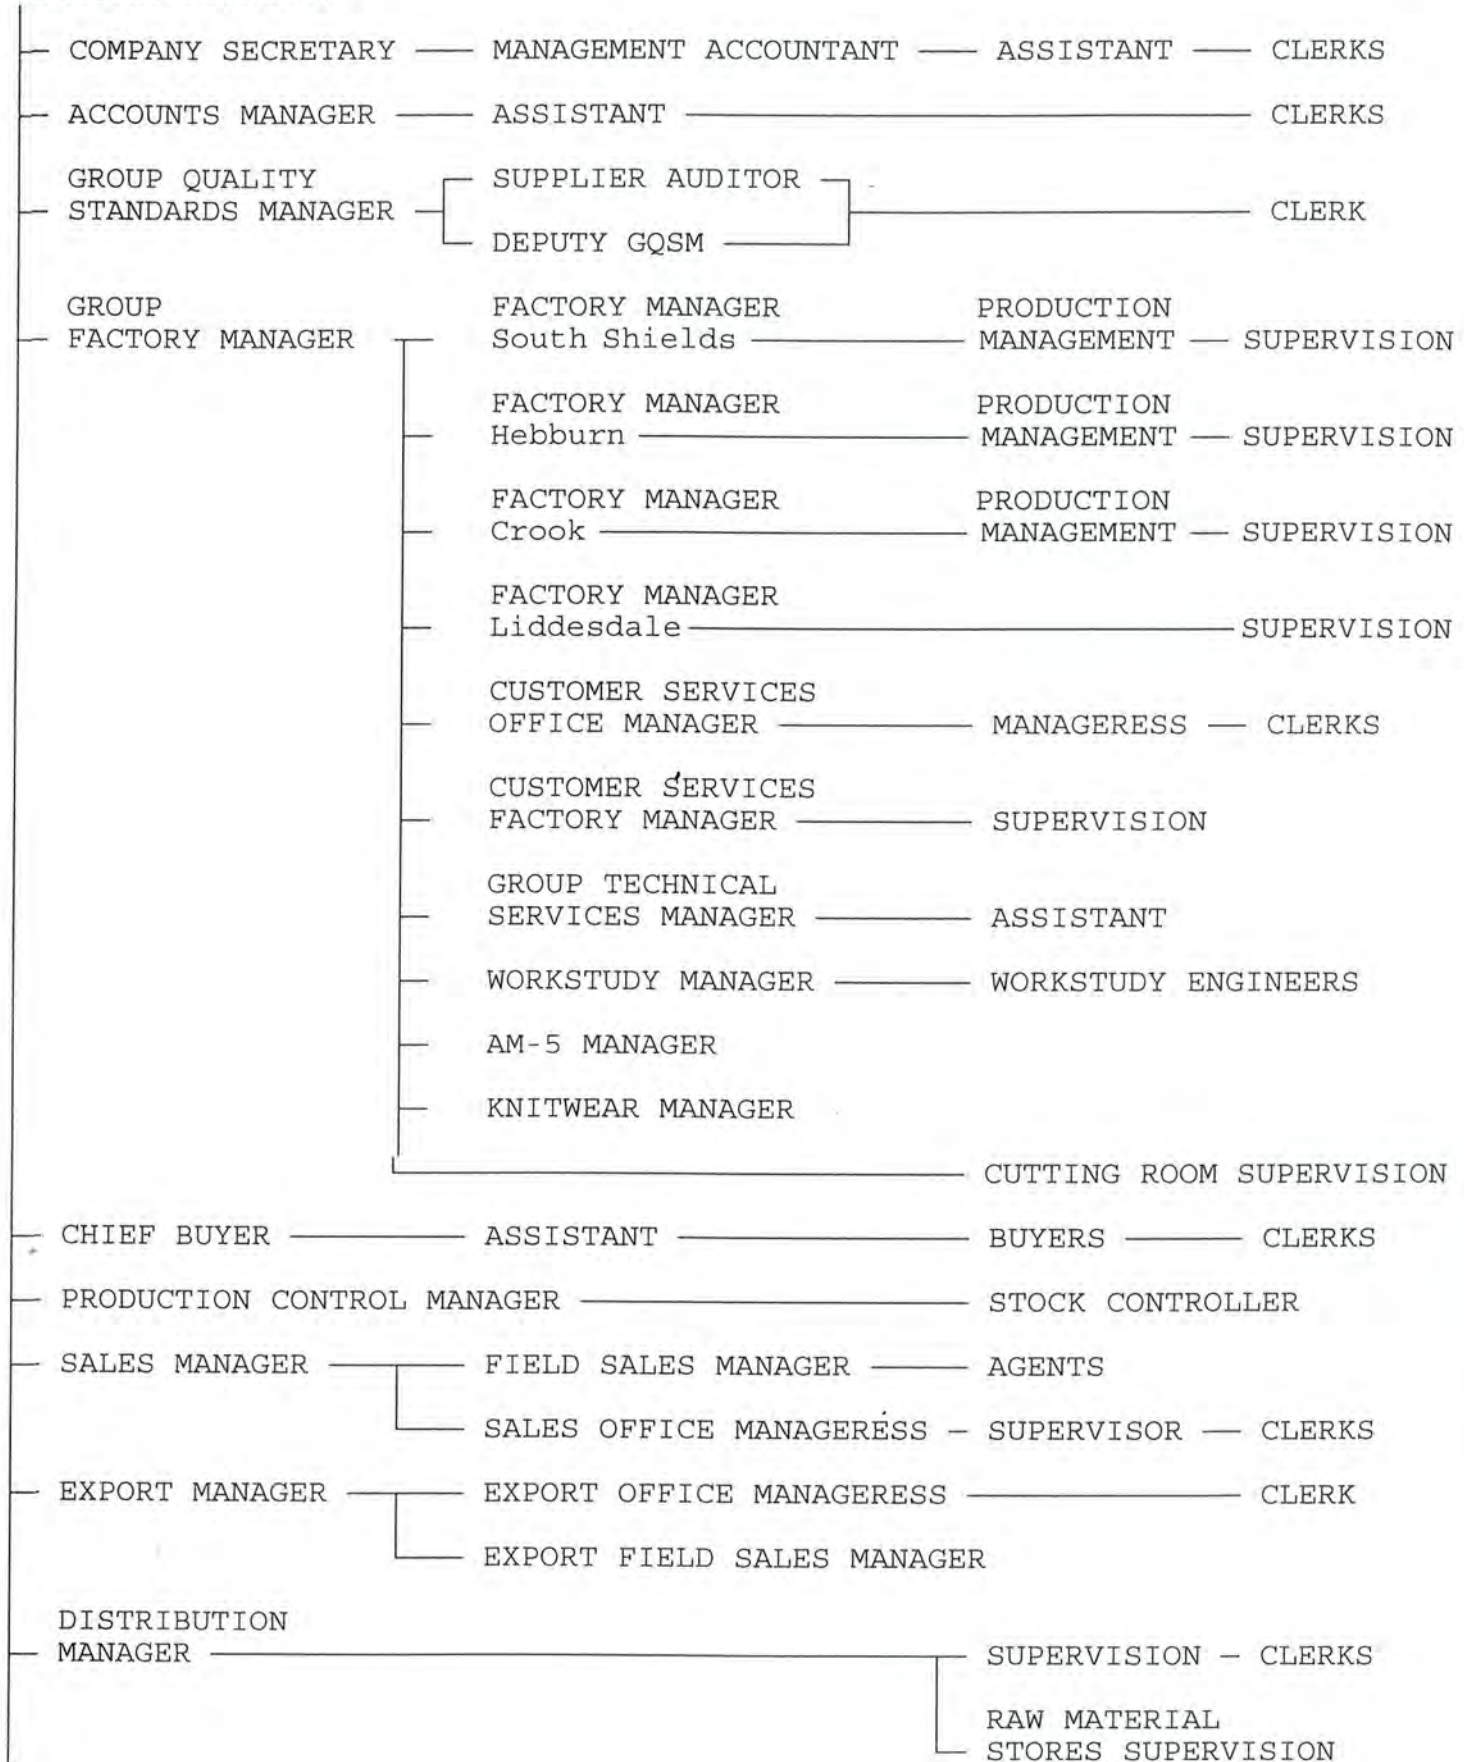 COMPANY SECRETARY MANAGEMENT ACCOUNTANT ASSISTANT CLERKS
ACCOUNTS MANAGER ASSISTANT CLERKS
GROUP QUALITY SUPPLIER AUDITOR
STANDARDS MANAGER CLERK
DEPUTY GQSM
GROUP FACTORY MANAGER PRODUCTION
FACTORY MANAGER South Shields MANAGEMENT SUPERVISION
FACTORY MANAGER PRODUCTION
Hebburn MANAGEMENT SUPERVISION
FACTORY MANAGER PRODUCTION
Crook MANAGEMENT SUPERVISION
FACTORY MANAGER
Liddesdale SUPERVISION
CUSTOMER SERVICES
OFFICE MANAGER MANAGERESS CLERKS
CUSTOMER SERVICES
FACTORY MANAGER SUPERVISION
GROUP TECHNICAL
SERVICES MANAGER ASSISTANT
WORKSTUDY MANAGER WORKSTUDY ENGINEERS
AM-5 MANAGER
KNITWEAR MANAGER
CUTTING ROOM SUPERVISION
CHIEF BUYER ASSISTANT BUYERS CLERKS
PRODUCTION CONTROL MANAGER STOCK CONTROLLER
SALES MANAGER FIELD SALES MANAGER AGENTS
SALES OFFICE MANAGERESS SUPERVISOR CLERKS
EXPORT MANAGER EXPORT OFFICE MANAGERESS CLERK
EXPORT FIELD SALES MANAGER
DISTRIBUTION
MANAGER SUPERVISION CLERKS
RAW MATERIAL
STORES SUPERVISION